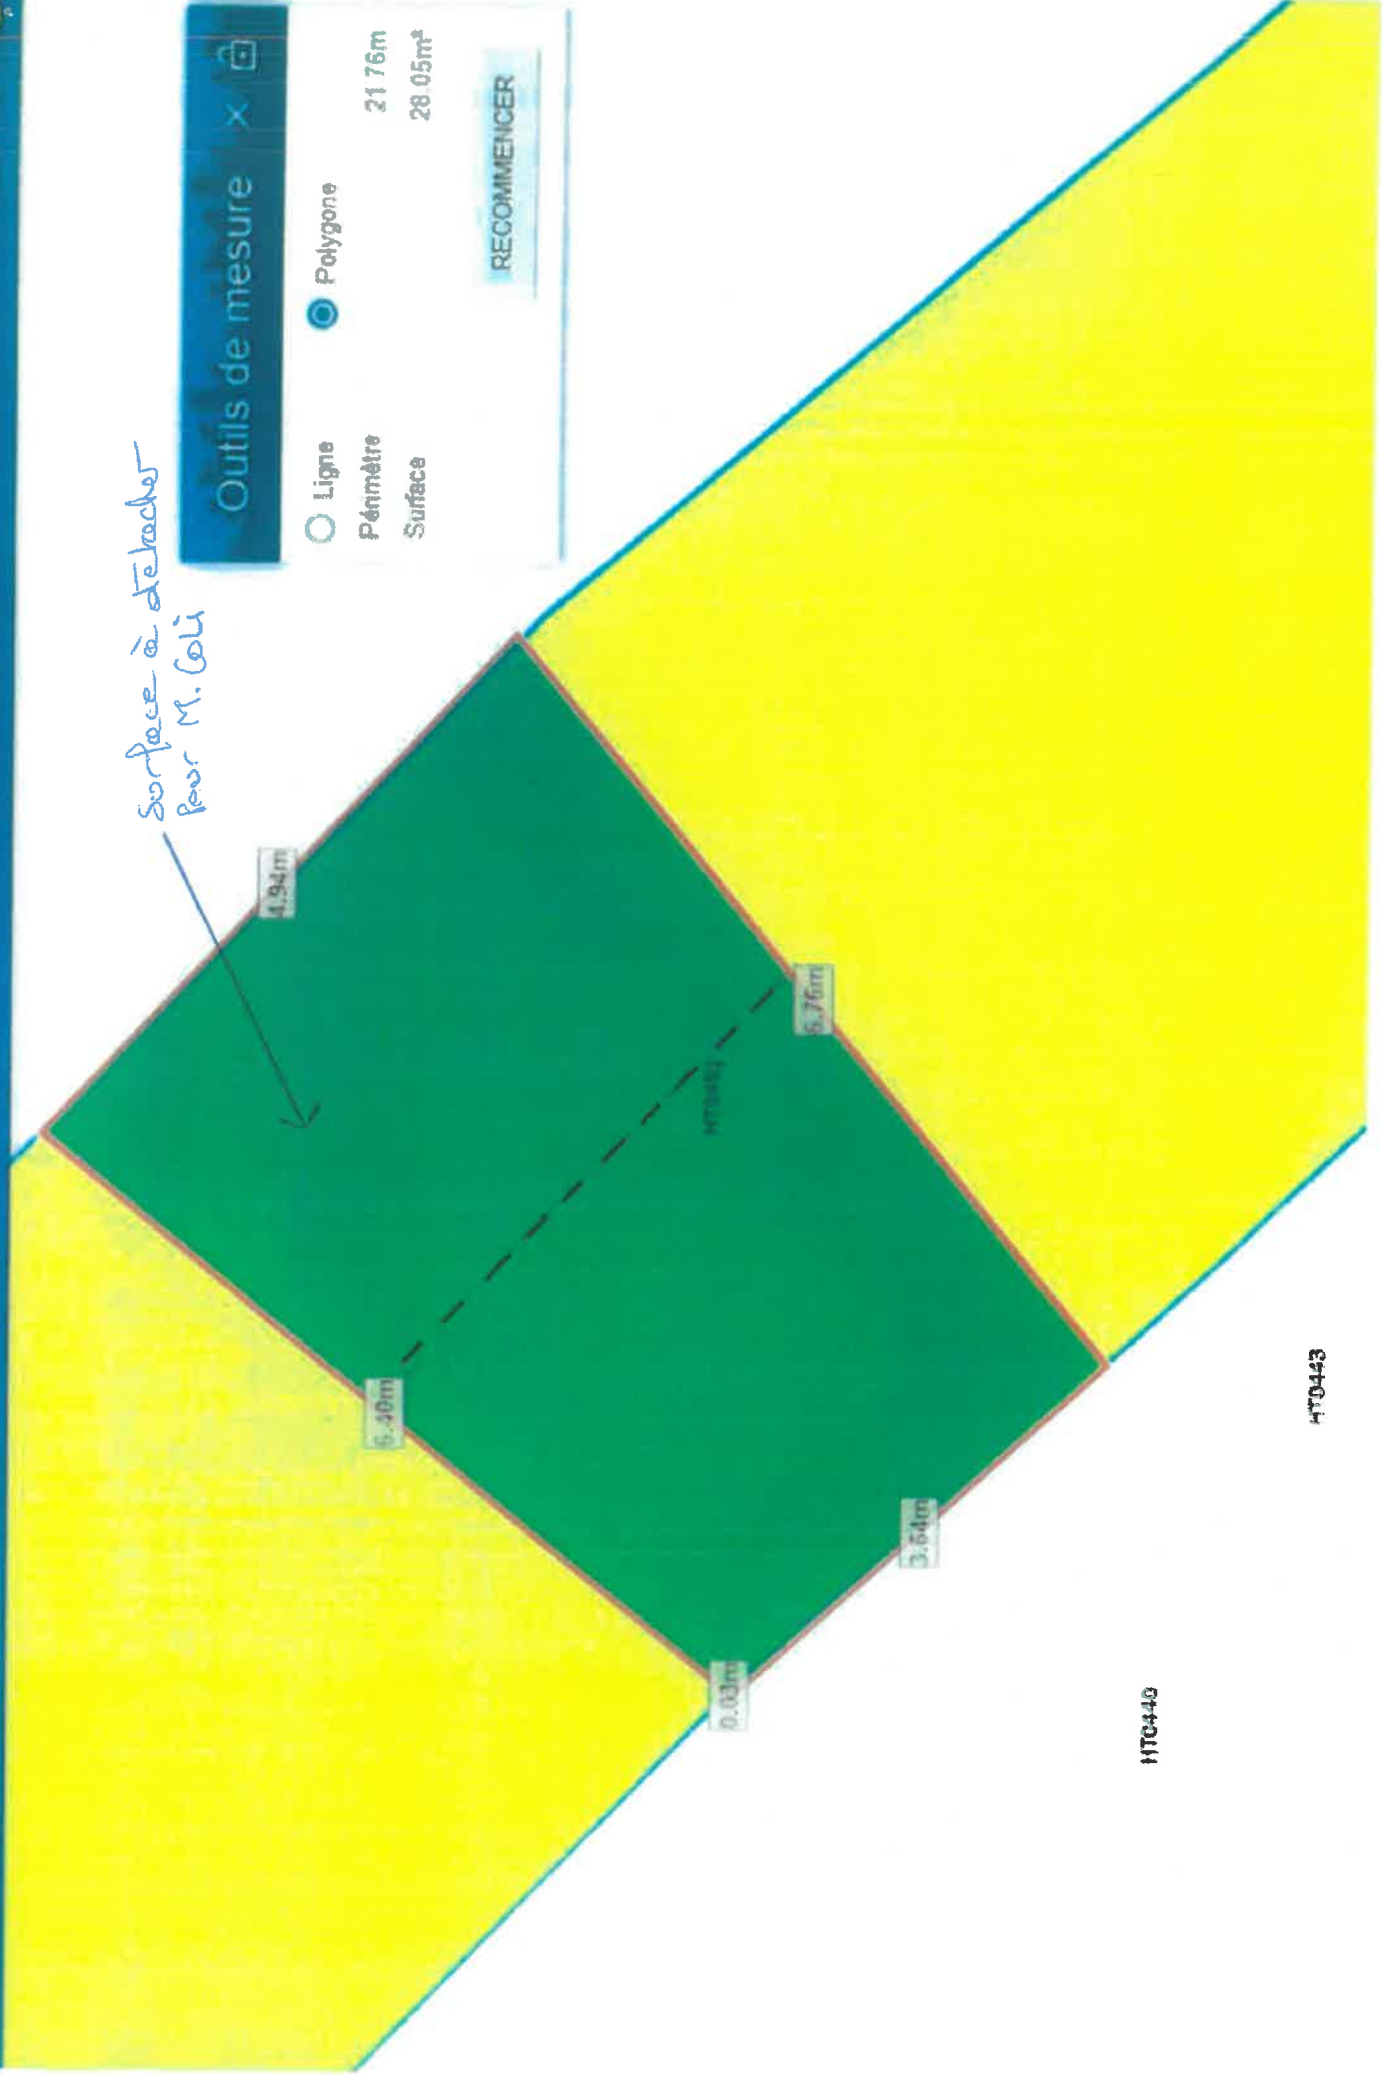 Surface à détacher
pour M. Coli
Outils de mesure
Ligne
Polygone
Périmètre
21 76m
Surface
28.05m²
RECOMMENCER
4.94m
6.40m
6.76m
3.64m
0.03m
HT0440
HT0443